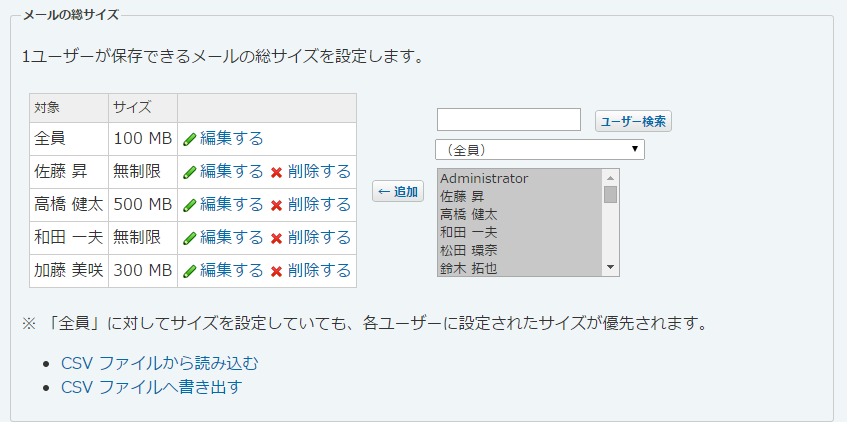 メールの総サイズ
1ユーザーが保存できるメールの総サイズを設定します。
対象 サイズ
全員 100 MB 編集する
佐藤 昇 無制限 編集する 削除する
高橋 健太 500 MB 編集する 削除する
和田 一夫 無制限 編集する 削除する
加藤 美咲 300 MB 編集する 削除する
← 追加
ユーザー検索
（全員）
Administrator
佐藤 昇
高橋 健太
和田 一夫
松田 環奈
鈴木 拓也
※ 「全員」に対してサイズを設定していても、各ユーザーに設定されたサイズが優先されます。
• CSV ファイルから読み込む
• CSV ファイルへ書き出す